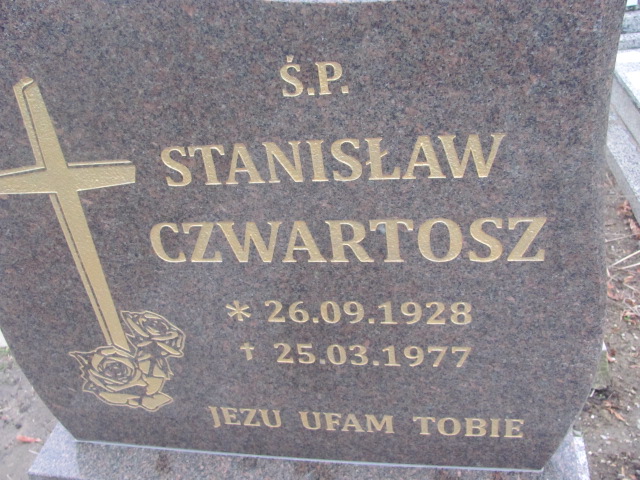 Ś.P.
STANISŁAW
CZWARTOSZ
* 26.09.1928
† 25.03.1977
JEZU UFAM TOBIE